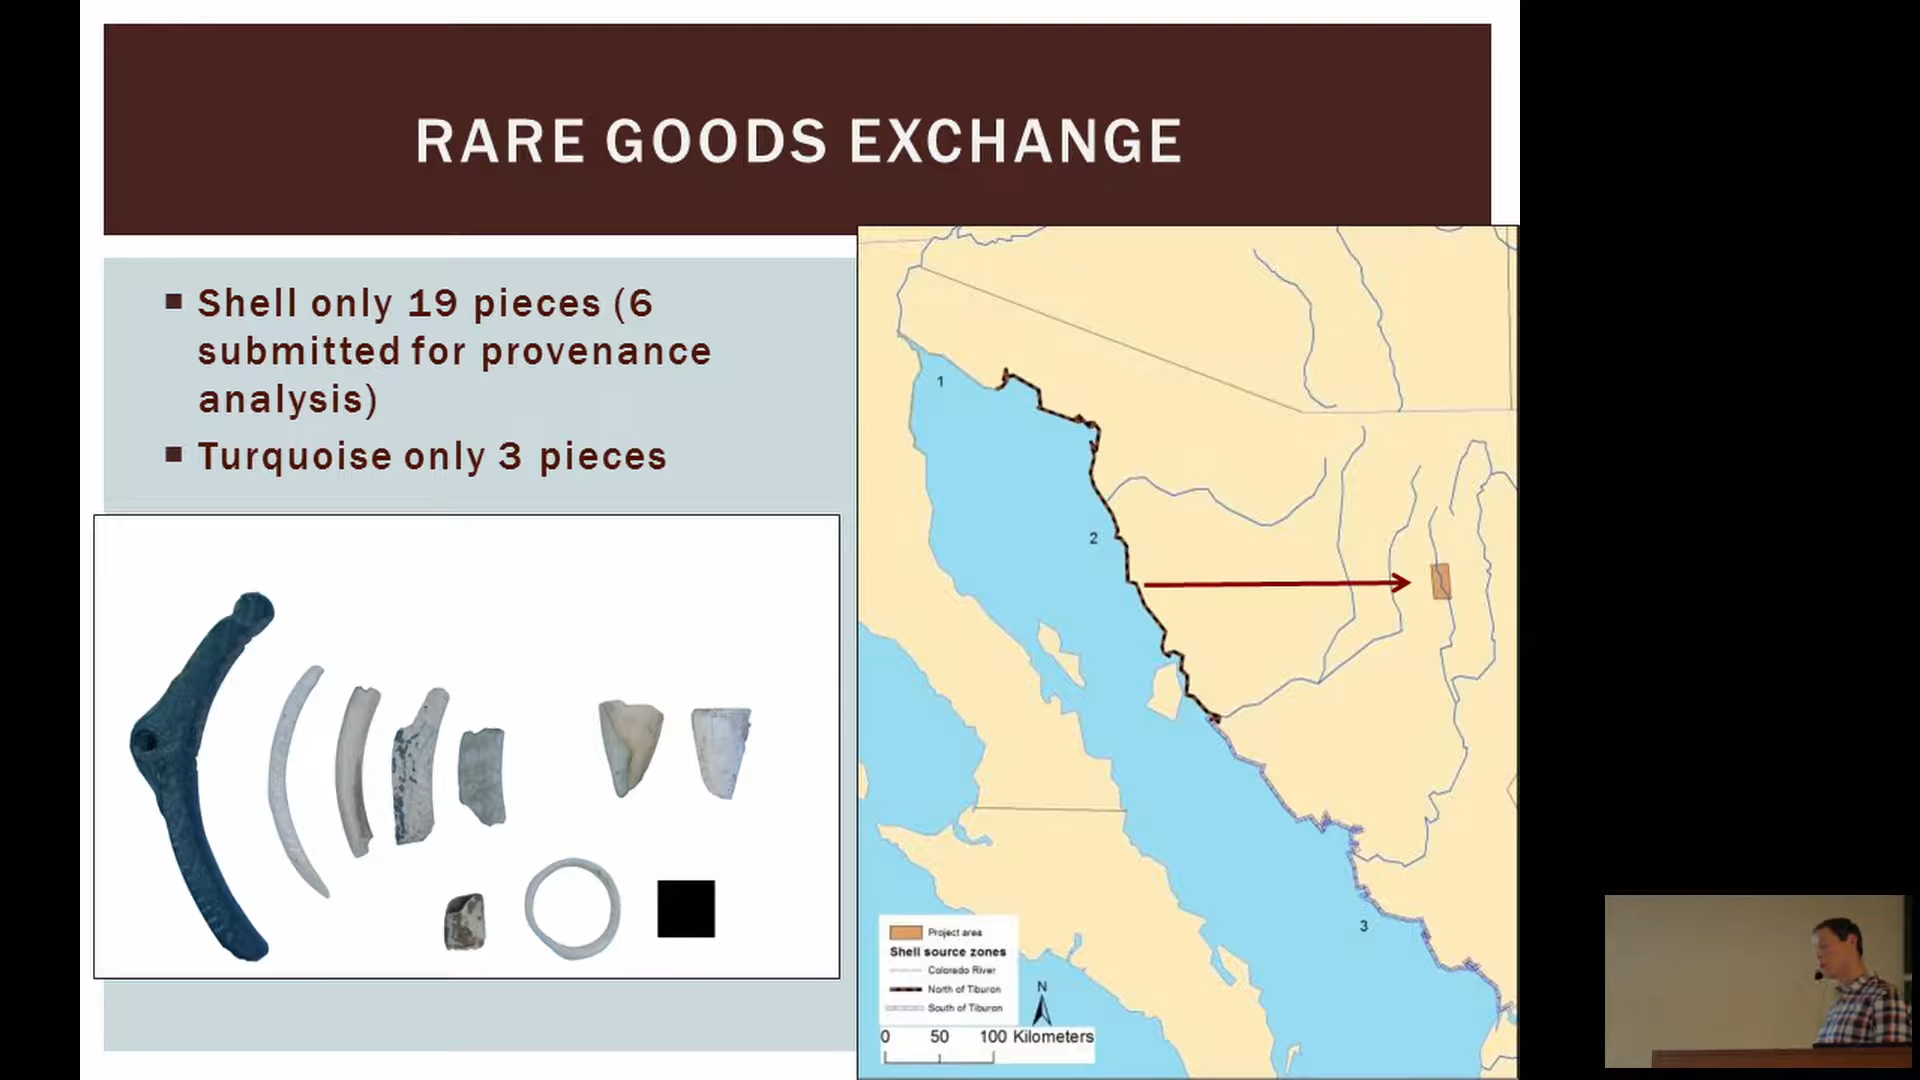 RARE GOODS EXCHANGE
Shell only 19 pieces (6
submitted for provenance
analysis)
Turquoise only 3 pieces
1
2
3
Project area
Shell source zones
Colorado River
North of Tiburon
South of Tiburon
N
0 50 100 Kilometers